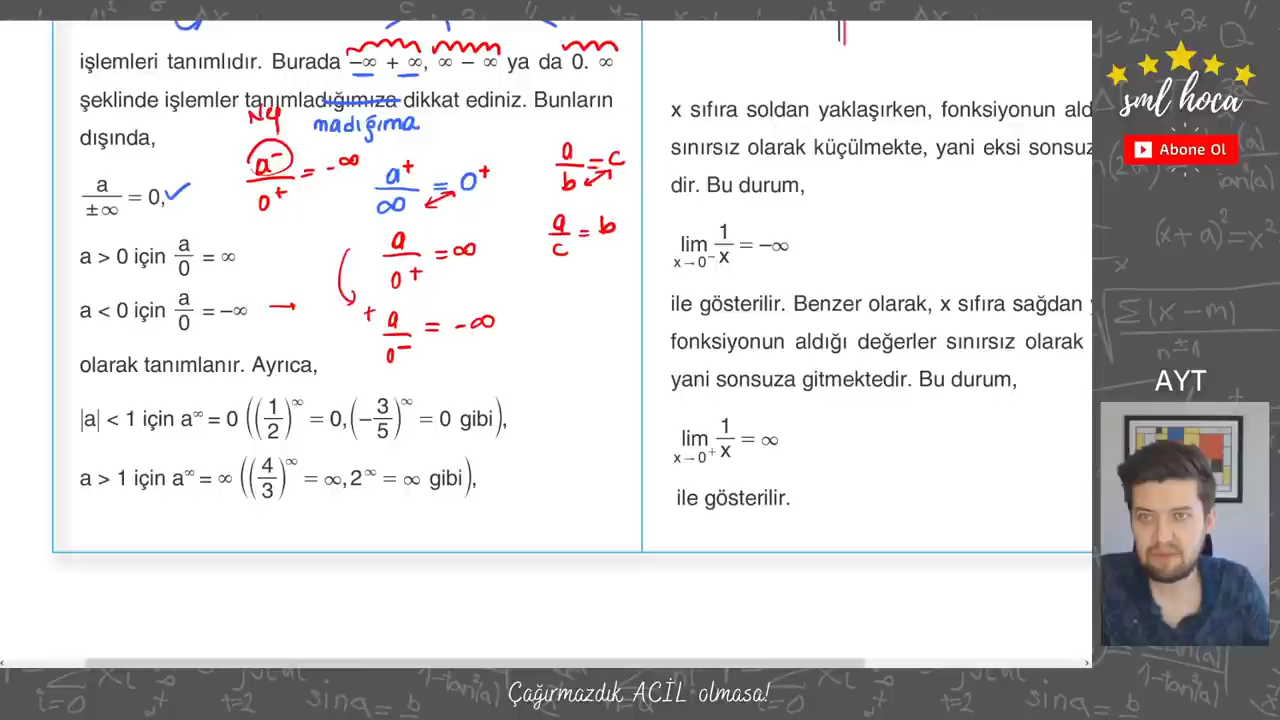 işlemleri tanımlıdır. Burada −∞ + ∞, ∞ − ∞ ya da 0. ∞
şeklinde işlemler tanımladığımıza dikkat ediniz. Bunların
madığıma
dışında,
a/±∞ = 0,
a⁻/0⁺ = -∞
a⁺/∞ = 0⁺
a/b = c
a/c = b
a > 0 için a/0 = ∞
a/0⁺ = ∞
a < 0 için a/0 = −∞ →
+ a/0⁻ = -∞
olarak tanımlanır. Ayrıca,
|a| < 1 için a^∞ = 0 ((1/2)^∞ = 0, (−3/5)^∞ = 0 gibi),
a > 1 için a^∞ = ∞ ((4/3)^∞ = ∞, 2^∞ = ∞ gibi),
x sıfıra soldan yaklaşırken, fonksiyonun ald
sınırsız olarak küçülmekte, yani eksi sonsuz
dir. Bu durum,
lim x→0⁻ 1/x = −∞
ile gösterilir. Benzer olarak, x sıfıra sağdan
fonksiyonun aldığı değerler sınırsız olarak
yani sonsuza gitmektedir. Bu durum,
lim x→0⁺ 1/x = ∞
ile gösterilir.
sml hoca
Abone Ol
AYT
Çağırmazdık ACİL olmasa!